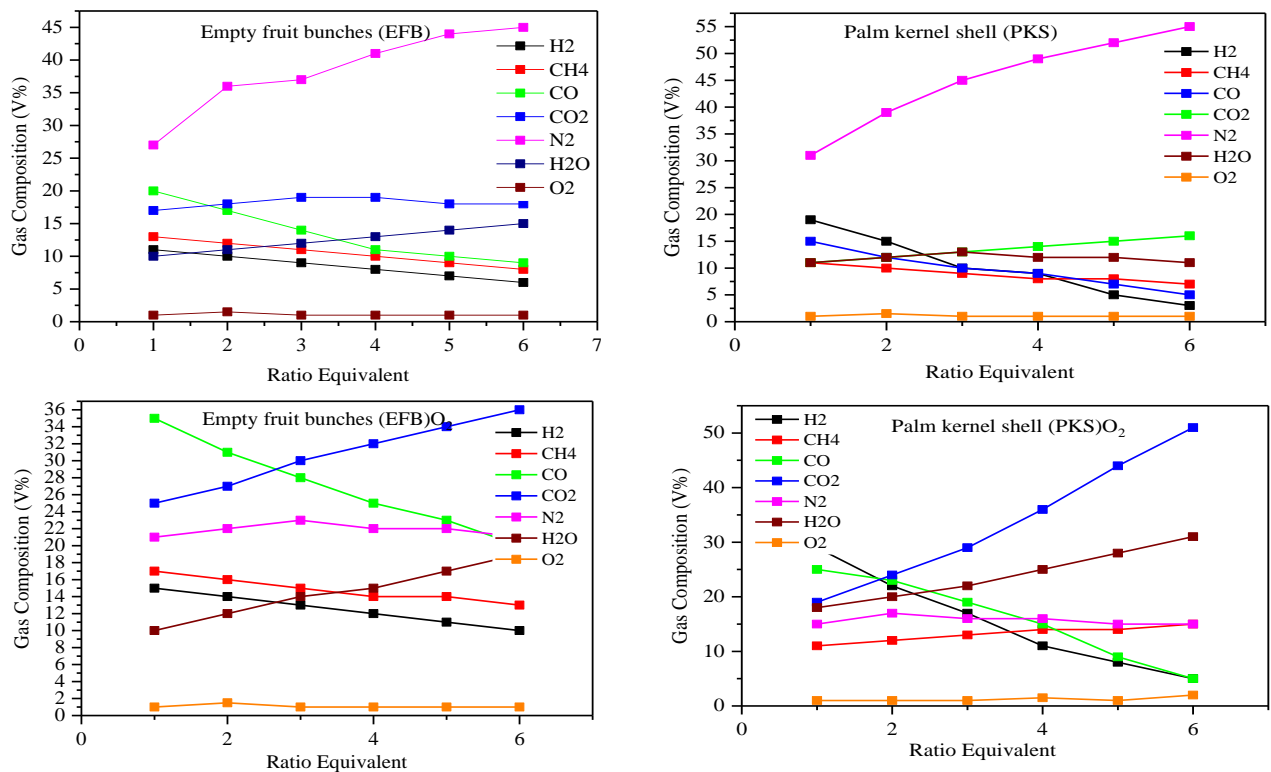 Empty fruit bunches (EFB)
H2
CH4
CO
CO2
N2
H2O
O2
Gas Composition (V%)
45
40
35
30
25
20
15
10
5
0
0 1 2 3 4 5 6 7
Ratio Equivalent
Palm kernel shell (PKS)
H2
CH4
CO
CO2
N2
H2O
O2
Gas Composition (V%)
55
50
45
40
35
30
25
20
15
10
5
0
0 2 4 6
Ratio Equivalent
Empty fruit bunches (EFB)O
H2
CH4
CO
CO2
N2
H2O
O2
Gas Composition (V%)
36
34
32
30
28
26
24
22
20
18
16
14
12
10
8
6
4
2
0
0 2 4 6
Ratio Equivalent
Palm kernel shell (PKS)O₂
H2
CH4
CO
CO2
N2
H2O
O2
Gas Composition (V%)
50
40
30
20
10
0
0 2 4 6
Ratio Equivalent